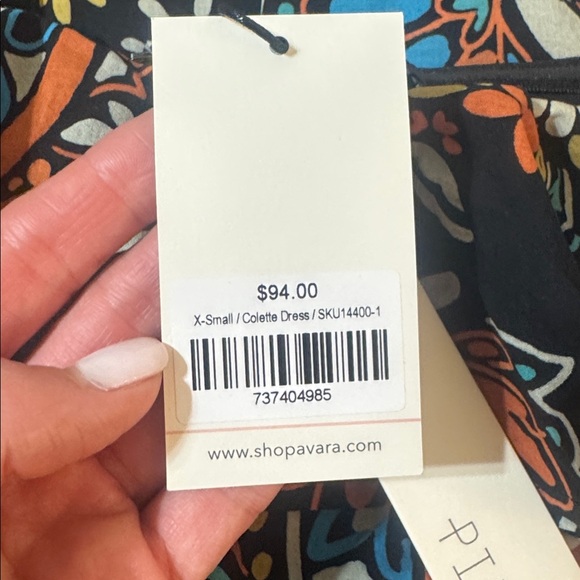 $94.00
X-Small / Colette Dress / SKU14400-1
737404985
www.shopavara.com